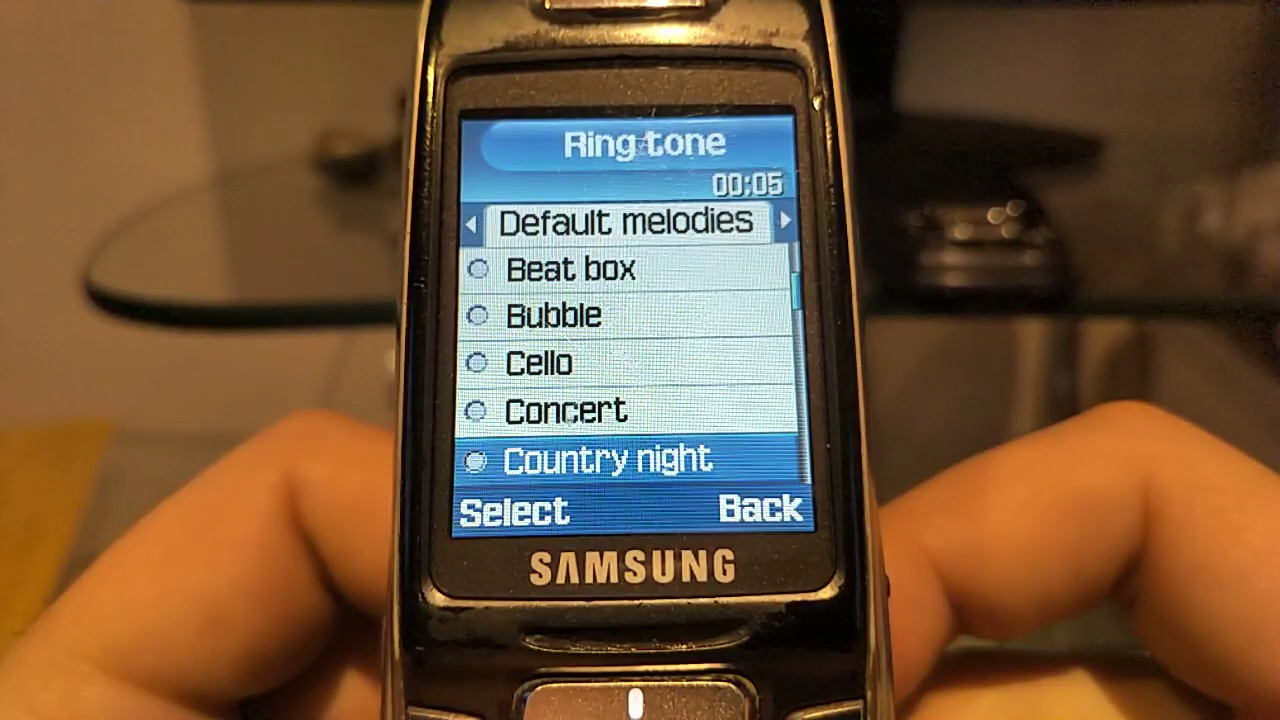 Ring tone
00:05
Default melodies
Beat box
Bubble
Cello
Concert
Country night
Select Back
SAMSUNG